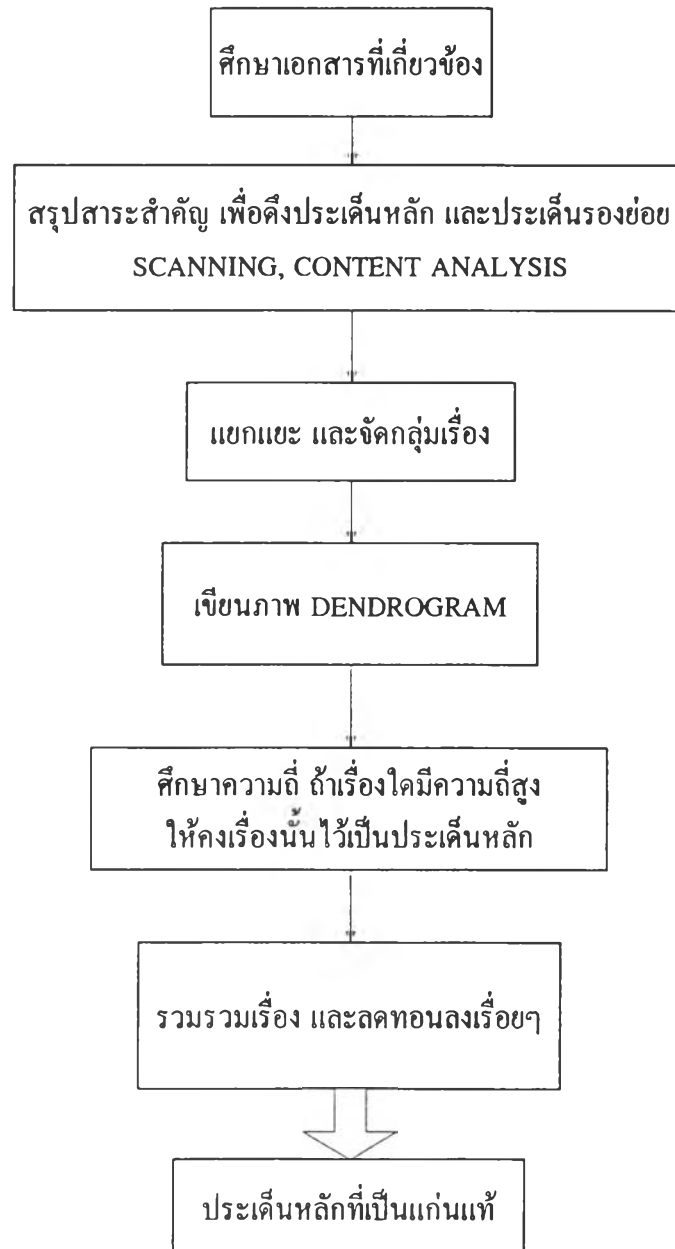 ศึกษาเอกสารที่เกี่ยวข้อง
สรุปสาระสำคัญ เพื่อดึงประเด็นหลัก และประเด็นรองย่อย
SCANNING, CONTENT ANALYSIS
แยกแยะ และจัดกลุ่มเรื่อง
เขียนภาพ DENDROGRAM
ศึกษาความถี่ ถ้าเรื่องใดมีความถี่สูง
ให้คงเรื่องนั้นไว้เป็นประเด็นหลัก
รวมรวมเรื่อง และลดทอนลงเรื่อยๆ
ประเด็นหลักที่เป็นแก่นแท้